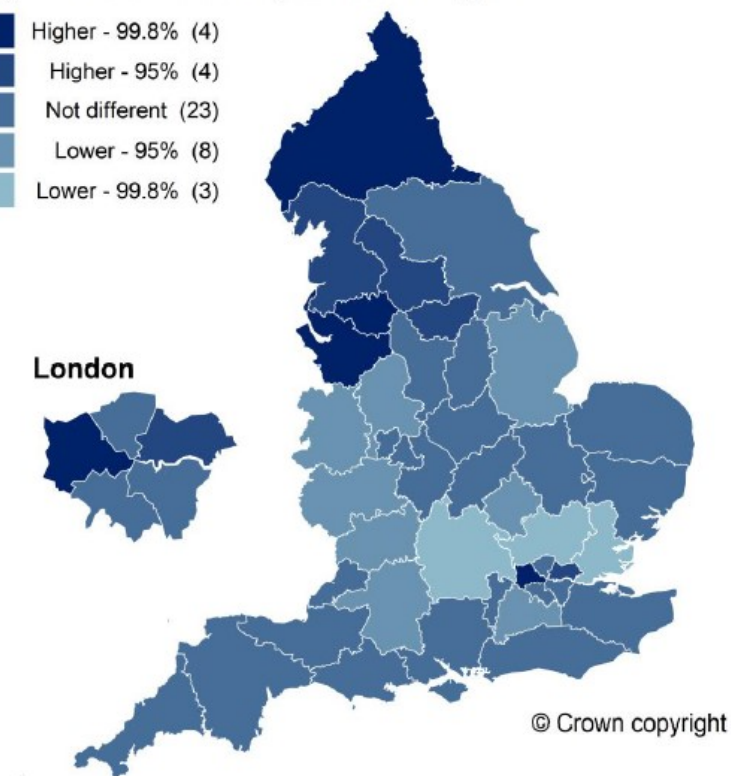 Higher - 99.8% (4)
Higher - 95% (4)
Not different (23)
Lower - 95% (8)
Lower - 99.8% (3)
London
© Crown copyright